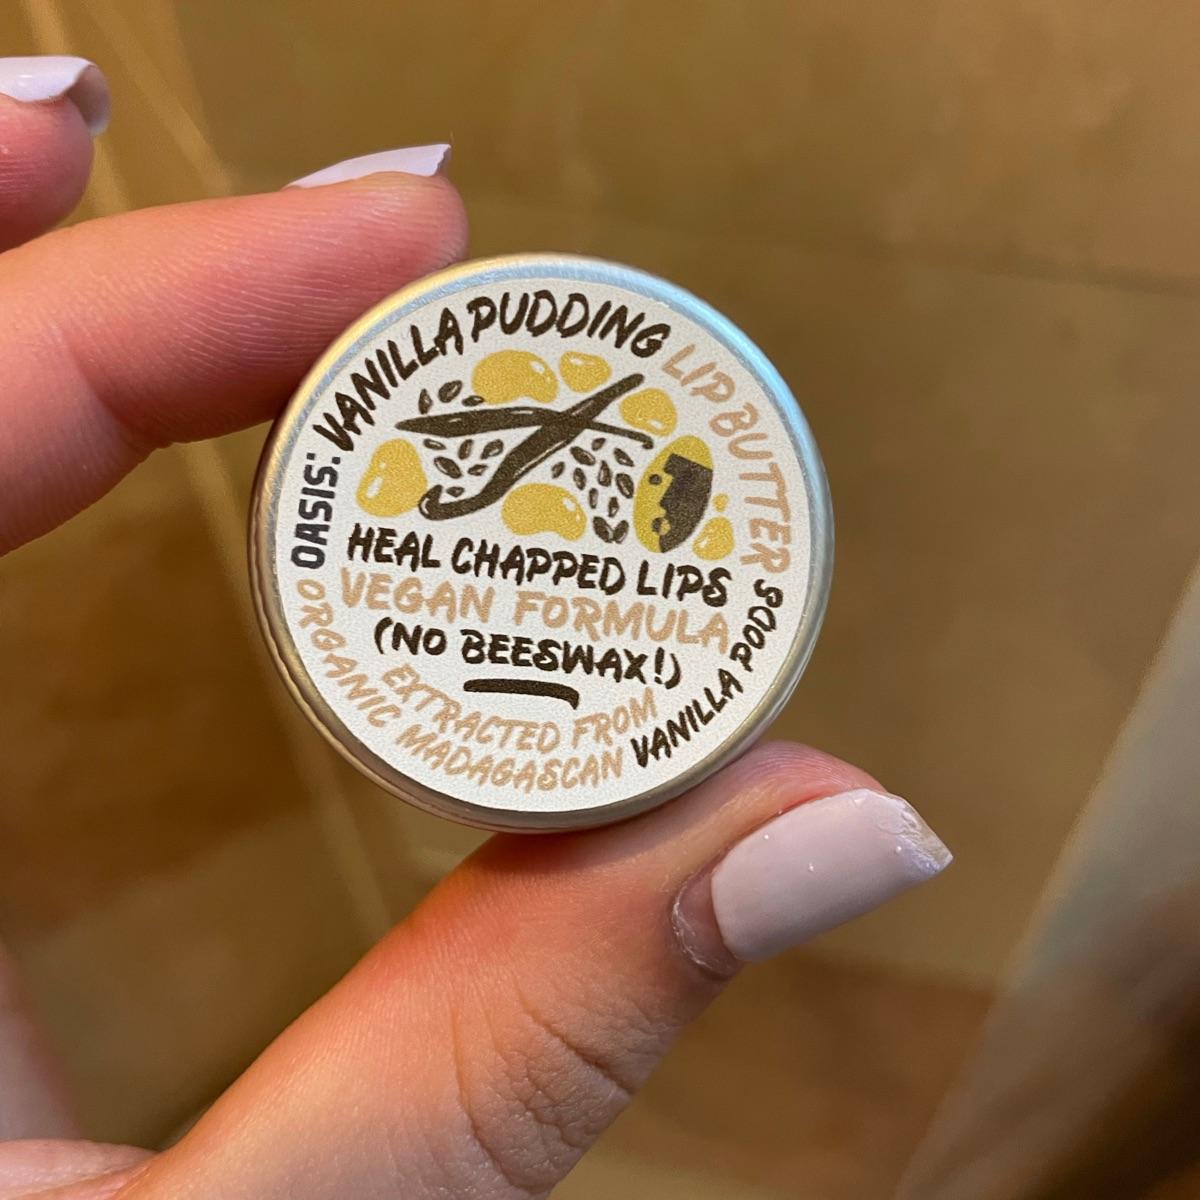 OASIS: VANILLA PUDDING LIP BUTTER
HEAL CHAPPED LIPS
VEGAN FORMULA
(NO BEESWAX!)
EXTRACTED FROM
ORGANIC MADAGASCAN VANILLA PODS